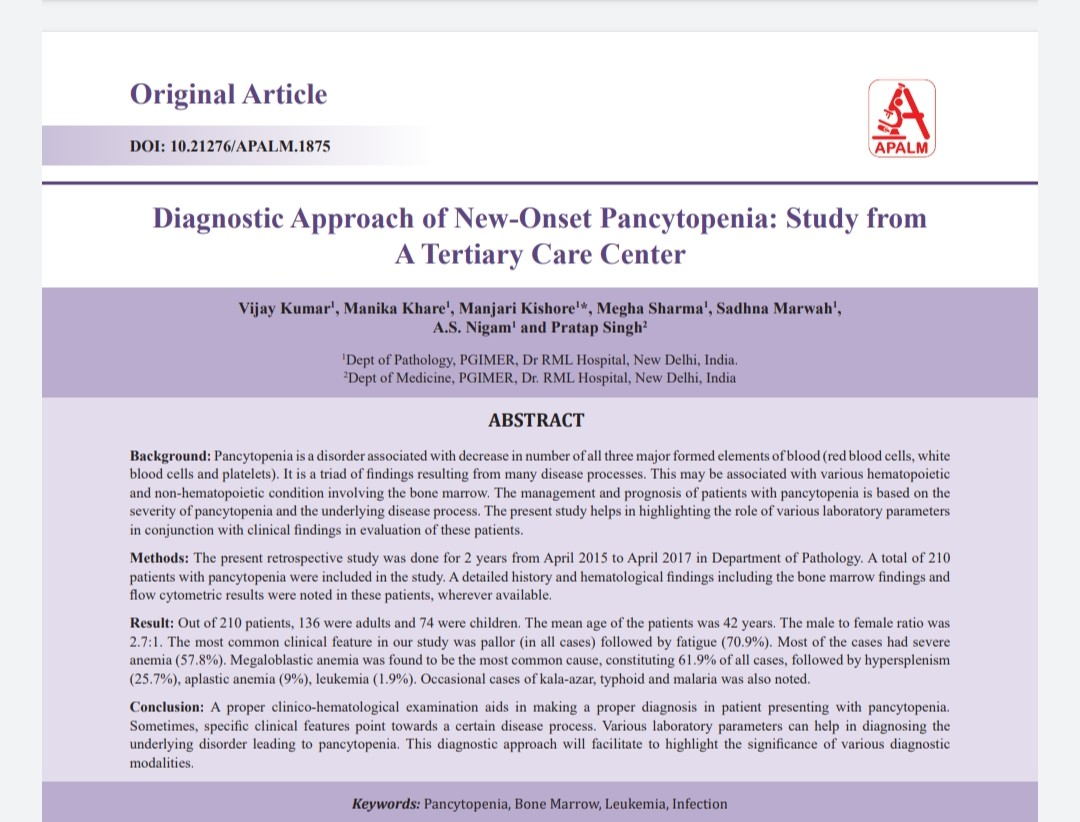 Original Article
DOI: 10.21276/APALM.1875
APALM
Diagnostic Approach of New-Onset Pancytopenia: Study from
A Tertiary Care Center
Vijay Kumar¹, Manika Khare¹, Manjari Kishore¹*, Megha Sharma¹, Sadhna Marwah¹,
A.S. Nigam¹ and Pratap Singh²
¹Dept of Pathology, PGIMER, Dr RML Hospital, New Delhi, India.
²Dept of Medicine, PGIMER, Dr. RML Hospital, New Delhi, India
ABSTRACT
Background: Pancytopenia is a disorder associated with decrease in number of all three major formed elements of blood (red blood cells, white
blood cells and platelets). It is a triad of findings resulting from many disease processes. This may be associated with various hematopoietic
and non-hematopoietic condition involving the bone marrow. The management and prognosis of patients with pancytopenia is based on the
severity of pancytopenia and the underlying disease process. The present study helps in highlighting the role of various laboratory parameters
in conjunction with clinical findings in evaluation of these patients.
Methods: The present retrospective study was done for 2 years from April 2015 to April 2017 in Department of Pathology. A total of 210
patients with pancytopenia were included in the study. A detailed history and hematological findings including the bone marrow findings and
flow cytometric results were noted in these patients, wherever available.
Result: Out of 210 patients, 136 were adults and 74 were children. The mean age of the patients was 42 years. The male to female ratio was
2.7:1. The most common clinical feature in our study was pallor (in all cases) followed by fatigue (70.9%). Most of the cases had severe
anemia (57.8%). Megaloblastic anemia was found to be the most common cause, constituting 61.9% of all cases, followed by hypersplenism
(25.7%), aplastic anemia (9%), leukemia (1.9%). Occasional cases of kala-azar, typhoid and malaria was also noted.
Conclusion: A proper clinico-hematological examination aids in making a proper diagnosis in patient presenting with pancytopenia.
Sometimes, specific clinical features point towards a certain disease process. Various laboratory parameters can help in diagnosing the
underlying disorder leading to pancytopenia. This diagnostic approach will facilitate to highlight the significance of various diagnostic
modalities.
Keywords: Pancytopenia, Bone Marrow, Leukemia, Infection